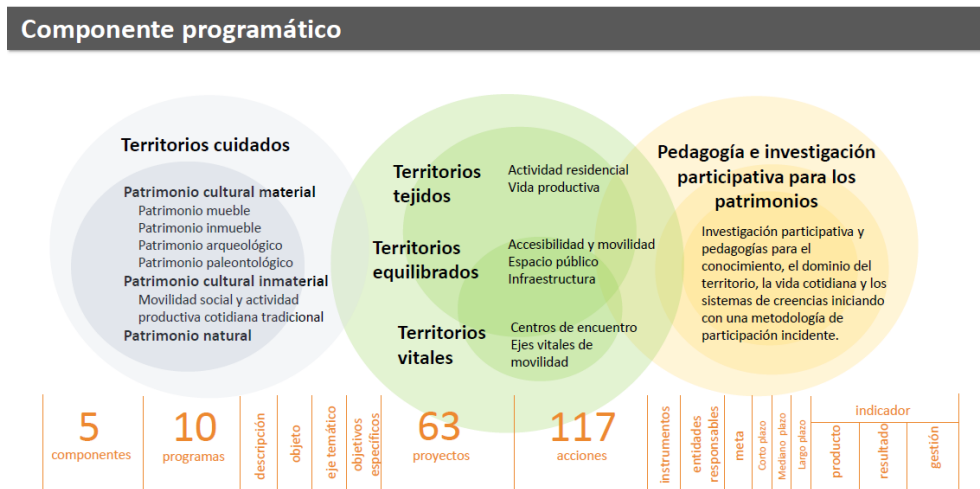 Componente programático
Territorios cuidados
Patrimonio cultural material
Patrimonio mueble
Patrimonio inmueble
Patrimonio arqueológico
Patrimonio paleontológico
Patrimonio cultural inmaterial
Movilidad social y actividad
productiva cotidiana tradicional
Patrimonio natural
Territorios
tejidos
Actividad residencial
Vida productiva
Territorios
equilibrados
Accesibilidad y movilidad
Espacio público
Infraestructura
Territorios
vitales
Centros de encuentro
Ejes vitales de
movilidad
Pedagogía e investigación
participativa para los
patrimonios
Investigación participativa y
pedagogías para el
conocimiento, el dominio del
territorio, la vida cotidiana y los
sistemas de creencias iniciando
con una metodología de
participación incidente.
5
componentes
10
programas
descripción
objeto
eje temático
objetivos
específicos
63
proyectos
117
acciones
instrumentos
entidades
responsables
meta
Corto plazo
Mediano plazo
Largo plazo
indicador
producto
resultado
gestión